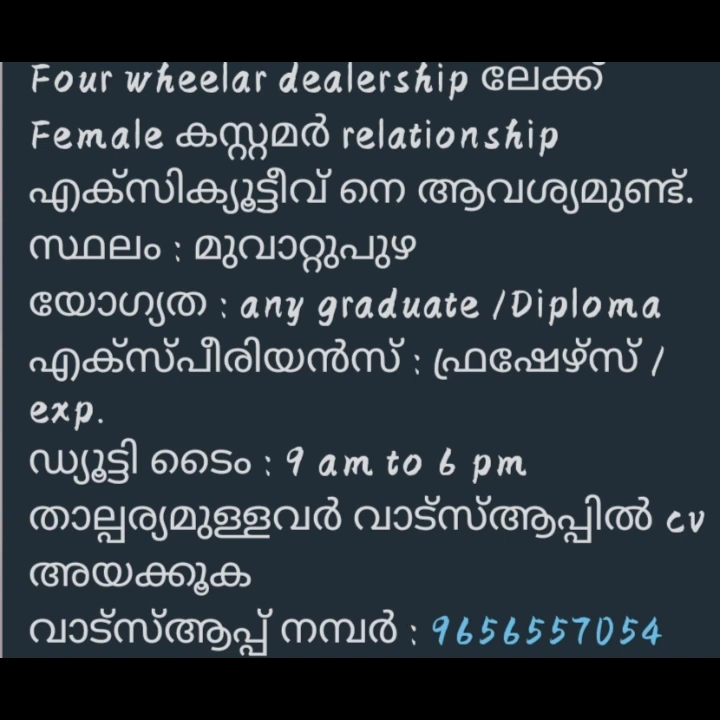 Four wheelar dealership ലേക്ക്
Female കസ്റ്റമർ relationship
എക്സിക്യൂട്ടീവ് നെ ആവശ്യമുണ്ട്.
സ്ഥലം : മുവാറ്റുപുഴ
യോഗ്യത : any graduate /Diploma
എക്സ്പീരിയൻസ് : ഫ്രഷേഴ്സ് /
exp.
ഡ്യൂട്ടി ടൈം : 9 am to 6 pm
താല്പര്യമുള്ളവർ വാട്സ്ആപ്പിൽ cv
അയക്കൂക
വാട്സ്ആപ്പ് നമ്പർ : 9656557054